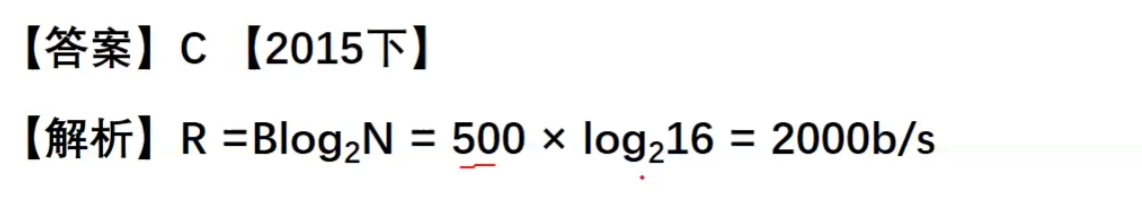 【答案】C 【2015下】
【解析】R =Blog₂N = 500 × log₂16 = 2000b/s